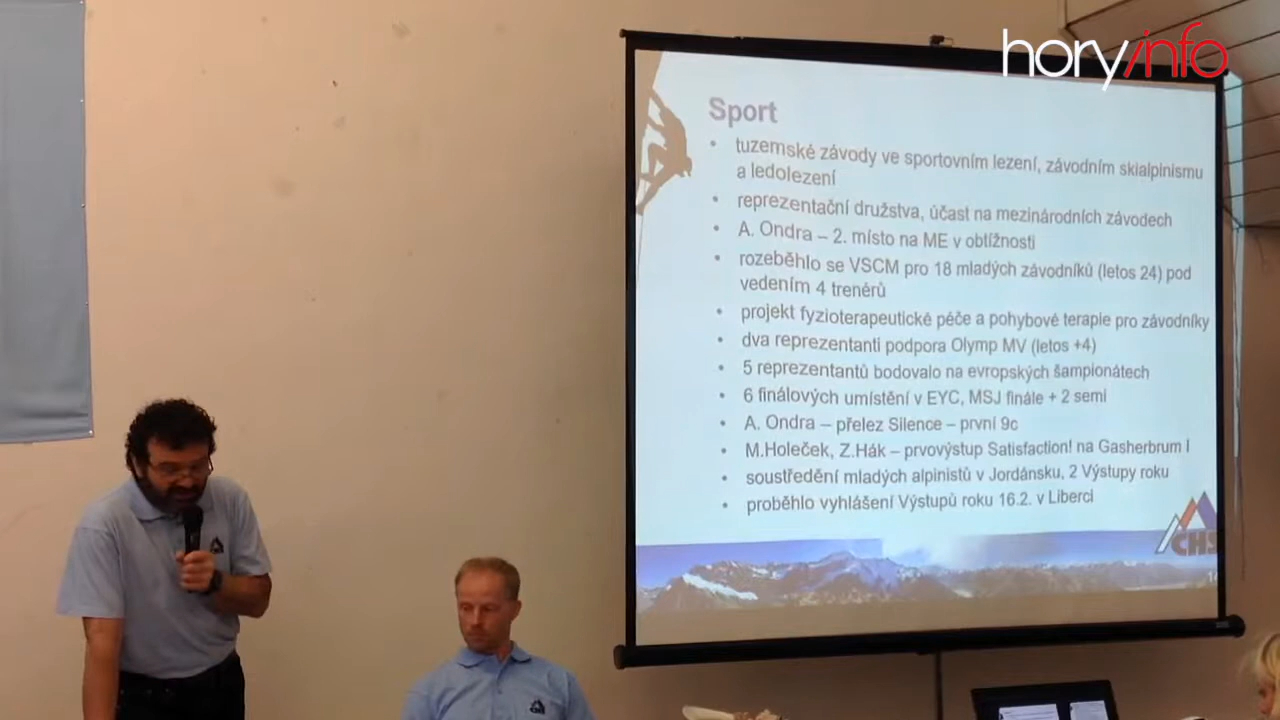 hory/info
Sport
• tuzemské závody ve sportovním lezení, závodním skialpinismu
a ledolezení
• reprezentační družstva, účast na mezinárodních závodech
• A. Ondra – 2. místo na ME v obtížnosti
• rozeběhlo se VSCM pro 18 mladých závodníků (letos 24) pod
vedením 4 trenérů
• projekt fyzioterapeutické péče a pohybové terapie pro závodníky
• dva reprezentanti podpora Olymp MV (letos +4)
• 5 reprezentantů bodovalo na evropských šampionátech
• 6 finálových umístění v EYC, MSJ finále + 2 semi
• A. Ondra – přelez Silence – první 9c
• M.Holeček, Z.Hák – prvovýstup Satisfaction! na Gasherbrum I
• soustředění mladých alpinistů v Jordánsku, 2 Výstupy roku
• proběhlo vyhlášení Výstupů roku 16.2. v Liberci
CHS